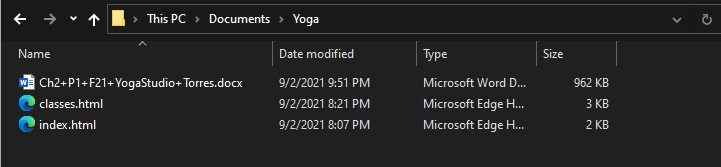 This PC > Documents > Yoga
Name Date modified Type Size
Ch2+P1+F21+YogaStudio+Torres.docx 9/2/2021 9:51 PM Microsoft Word D... 962 KB
classes.html 9/2/2021 8:21 PM Microsoft Edge H... 3 KB
index.html 9/2/2021 8:07 PM Microsoft Edge H... 2 KB